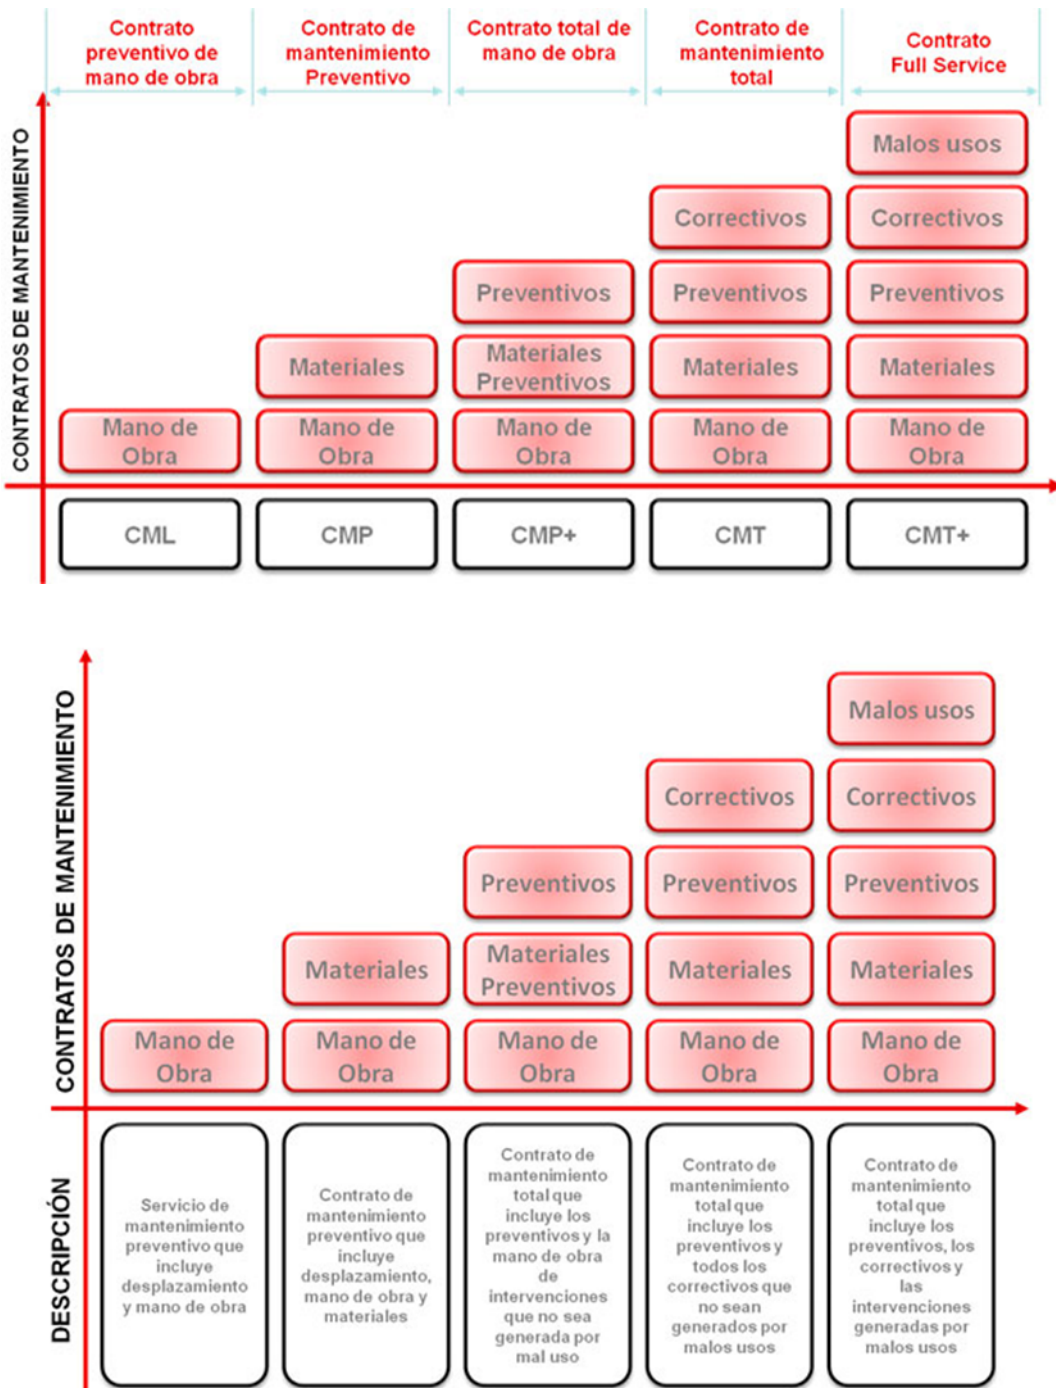 Contrato
preventivo de
mano de obra
Contrato de
mantenimiento
Preventivo
Contrato total de
mano de obra
Contrato de
mantenimiento
total
Contrato
Full Service
CONTRATOS DE MANTENIMIENTO
Malos usos
Correctivos
Correctivos
Preventivos
Preventivos
Preventivos
Materiales
Materiales
Preventivos
Materiales
Materiales
Mano de
Obra
Mano de
Obra
Mano de
Obra
Mano de
Obra
Mano de
Obra
CML
CMP
CMP+
CMT
CMT+
CONTRATOS DE MANTENIMIENTO
Malos usos
Correctivos
Correctivos
Preventivos
Preventivos
Preventivos
Materiales
Materiales
Preventivos
Materiales
Materiales
Mano de
Obra
Mano de
Obra
Mano de
Obra
Mano de
Obra
Mano de
Obra
DESCRIPCIÓN
Servicio de
mantenimiento
preventivo que
incluye
desplazamiento
y mano de obra
Contrato de
mantenimiento
preventivo que
incluye
desplazamiento,
mano de obra y
materiales
Contrato de
mantenimiento
total que
incluye los
preventivos y la
mano de obra
de
intervenciones
que no sea
generada por
mal uso
Contrato de
mantenimiento
total que
incluye los
preventivos y
todos los
correctivos que
no sean
generados por
malos usos
Contrato de
mantenimiento
total que
incluye los
preventivos, los
correctivos y
las
intervenciones
generadas por
malos usos